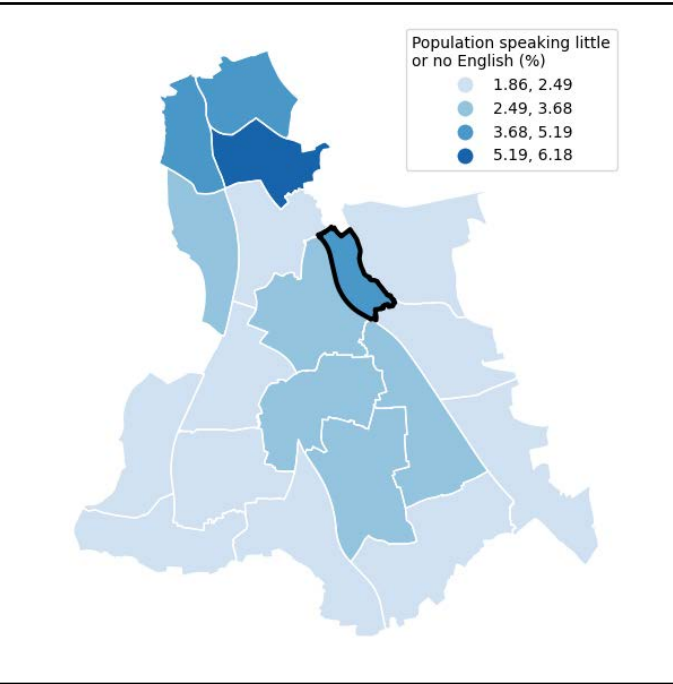 Population speaking little
or no English (%)
1.86, 2.49
2.49, 3.68
3.68, 5.19
5.19, 6.18